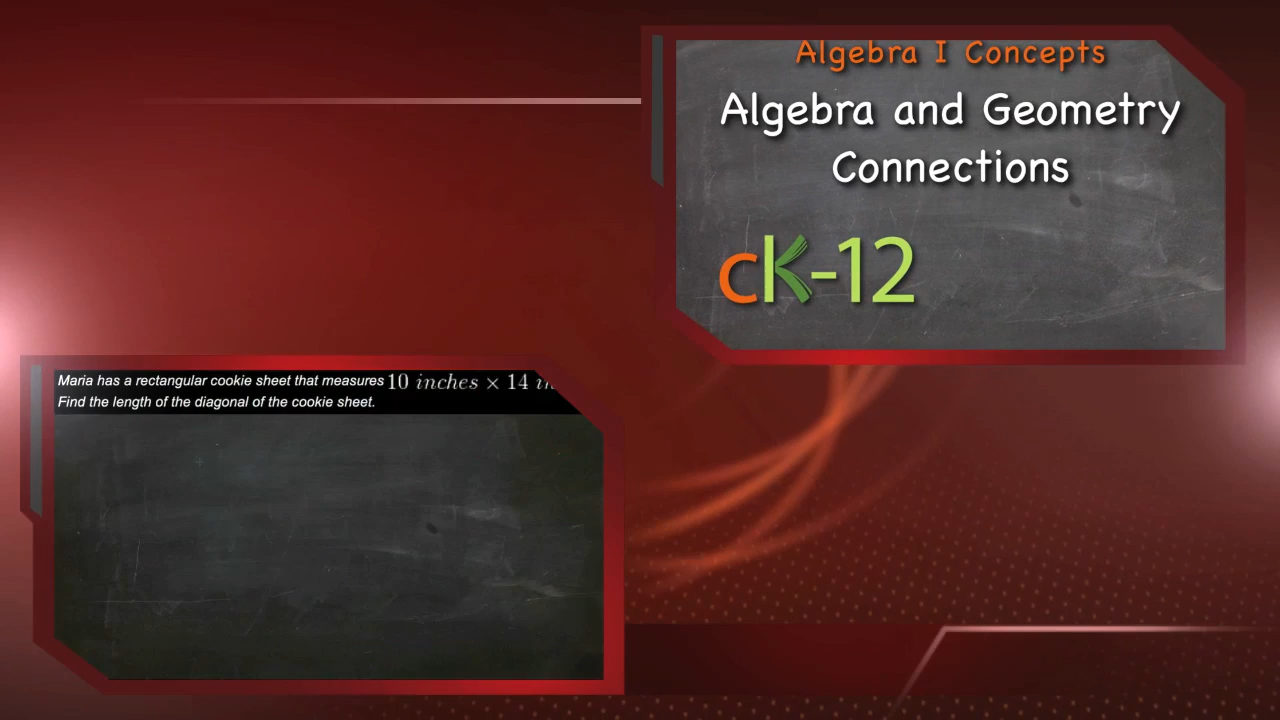 Algebra I Concepts
Algebra and Geometry
Connections
cK-12
Maria has a rectangular cookie sheet that measures 10 inches × 14
Find the length of the diagonal of the cookie sheet.